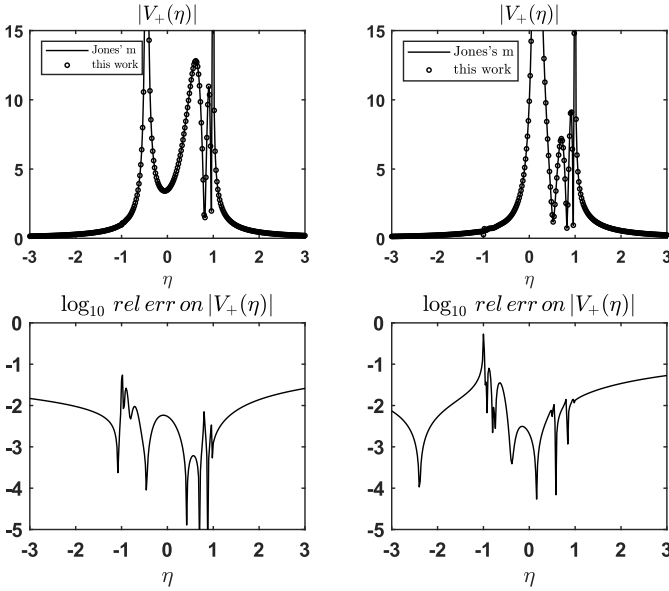 |V₊(η)|
Jones' m
this work
15
10
5
0
-3 -2 -1 0 1 2 3
η
|V₊(η)|
Jones's m
this work
15
10
5
0
-3 -2 -1 0 1 2 3
η
log₁₀ rel err on |V₊(η)|
0
-1
-2
-3
-4
-5
-3 -2 -1 0 1 2 3
η
log₁₀ rel err on |V₊(η)|
0
-1
-2
-3
-4
-5
-3 -2 -1 0 1 2 3
η